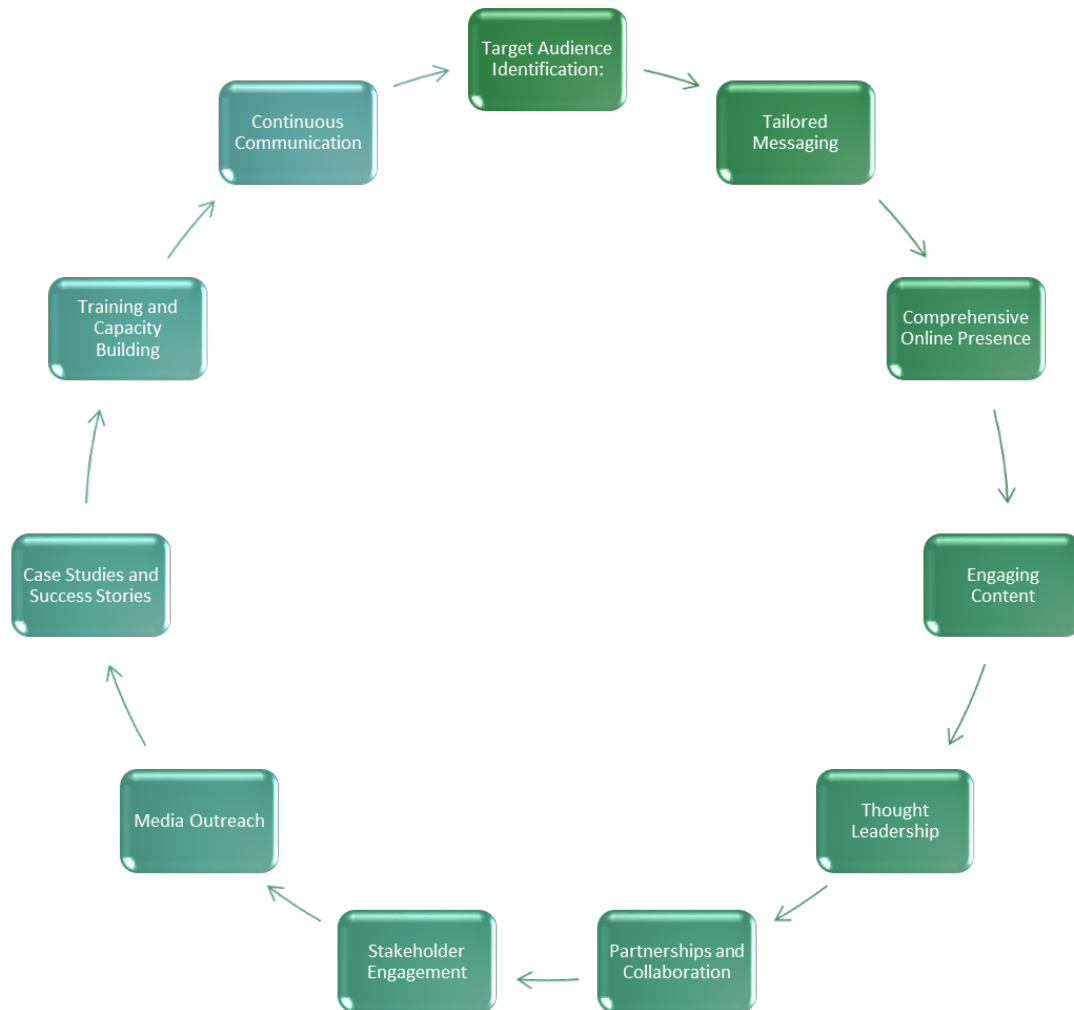 Target Audience
Identification:
Tailored
Messaging
Comprehensive
Online Presence
Engaging
Content
Thought
Leadership
Partnerships and
Collaboration
Stakeholder
Engagement
Media Outreach
Case Studies and
Success Stories
Training and
Capacity
Building
Continuous
Communication